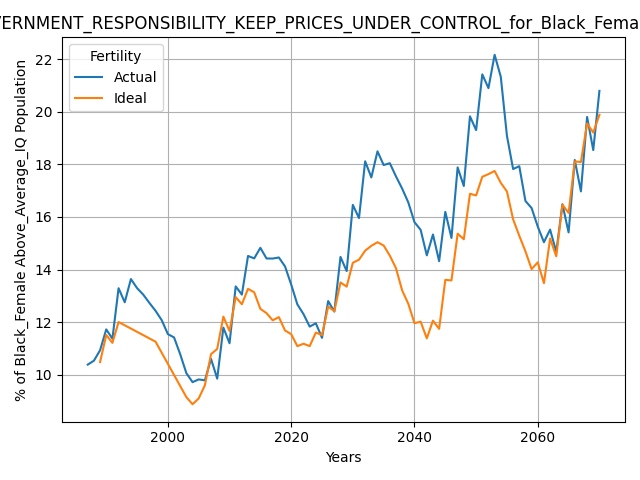 ERNMENT_RESPONSIBILITY_KEEP_PRICES_UNDER_CONTROL_for_Black_Fema
Fertility
Actual
Ideal
% of Black_Female Above_Average_IQ Population
22
20
18
16
14
12
10
2000
2020
2040
2060
Years